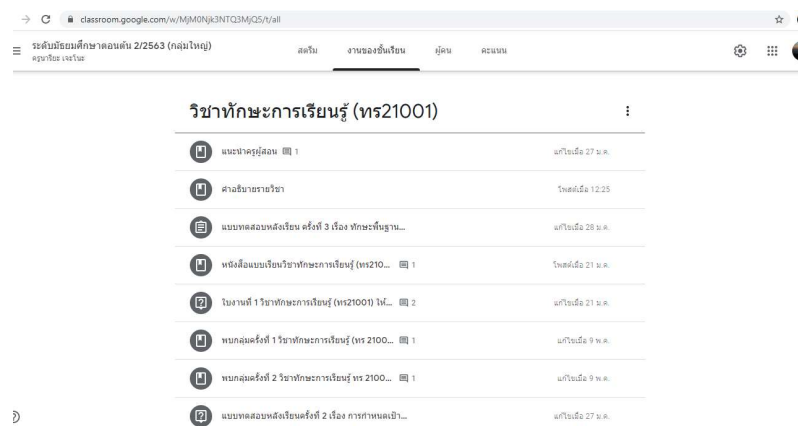 classroom.google.com/w/MjM0Njk3NTQ3MjQ5/t/all
ระดับมัธยมศึกษาตอนต้น 2/2563 (กลุ่มใหญ่)
สตรีม งานของชั้นเรียน ผู้คน คะแนน
วิชาทักษะการเรียนรู้ (ทร21001)
แนะนำครูผู้สอน 1 แก้ไขเมื่อ 27 ม.ค.
คำอธิบายรายวิชา โพสต์เมื่อ 12:25
แบบทดสอบหลังเรียน ครั้งที่ 3 เรื่อง ทักษะพื้นฐาน... แก้ไขเมื่อ 28 ม.ค.
หนังสือแบบเรียนวิชาทักษะการเรียนรู้ (ทร210... 1 โพสต์เมื่อ 21 ม.ค.
ใบงานที่ 1 วิชาทักษะการเรียนรู้ (ทร21001) ให้... 2 แก้ไขเมื่อ 21 ม.ค.
พบกลุ่มครั้งที่ 1 วิชาทักษะการเรียนรู้ (ทร 2100... 1 แก้ไขเมื่อ 9 พ.ค.
พบกลุ่มครั้งที่ 2 วิชาทักษะการเรียนรู้ ทร 2100... 1 แก้ไขเมื่อ 9 พ.ค.
แบบทดสอบหลังเรียนครั้งที่ 2 เรื่อง การกำหนดเป้า... แก้ไขเมื่อ 27 ม.ค.